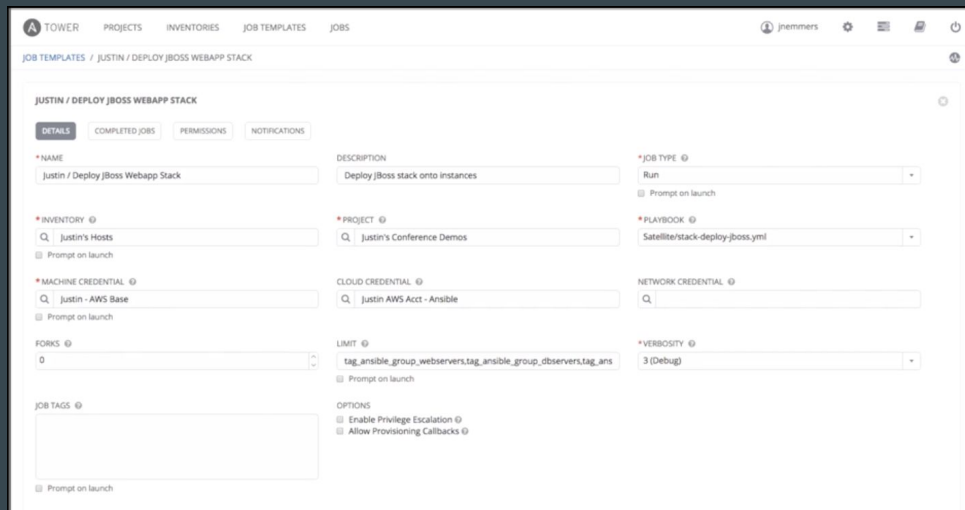 A TOWER PROJECTS INVENTORIES JOB TEMPLATES JOBS jnemmers
JOB TEMPLATES / JUSTIN / DEPLOY JBOSS WEBAPP STACK
JUSTIN / DEPLOY JBOSS WEBAPP STACK
DETAILS COMPLETED JOBS PERMISSIONS NOTIFICATIONS
* NAME DESCRIPTION * JOB TYPE
Justin / Deploy JBoss Webapp Stack Deploy JBoss stack onto instances Run
Prompt on launch
* INVENTORY * PROJECT * PLAYBOOK
Justin's Hosts Justin's Conference Demos Satellite/stack-deploy-jboss.yml
Prompt on launch
* MACHINE CREDENTIAL CLOUD CREDENTIAL NETWORK CREDENTIAL
Justin - AWS Base Justin AWS Acct - Ansible
Prompt on launch
FORKS LIMIT * VERBOSITY
0 tag_ansible_group_webservers,tag_ansible_group_dbservers,tag_ans 3 (Debug)
Prompt on launch
JOB TAGS OPTIONS
Enable Privilege Escalation
Allow Provisioning Callbacks
Prompt on launch